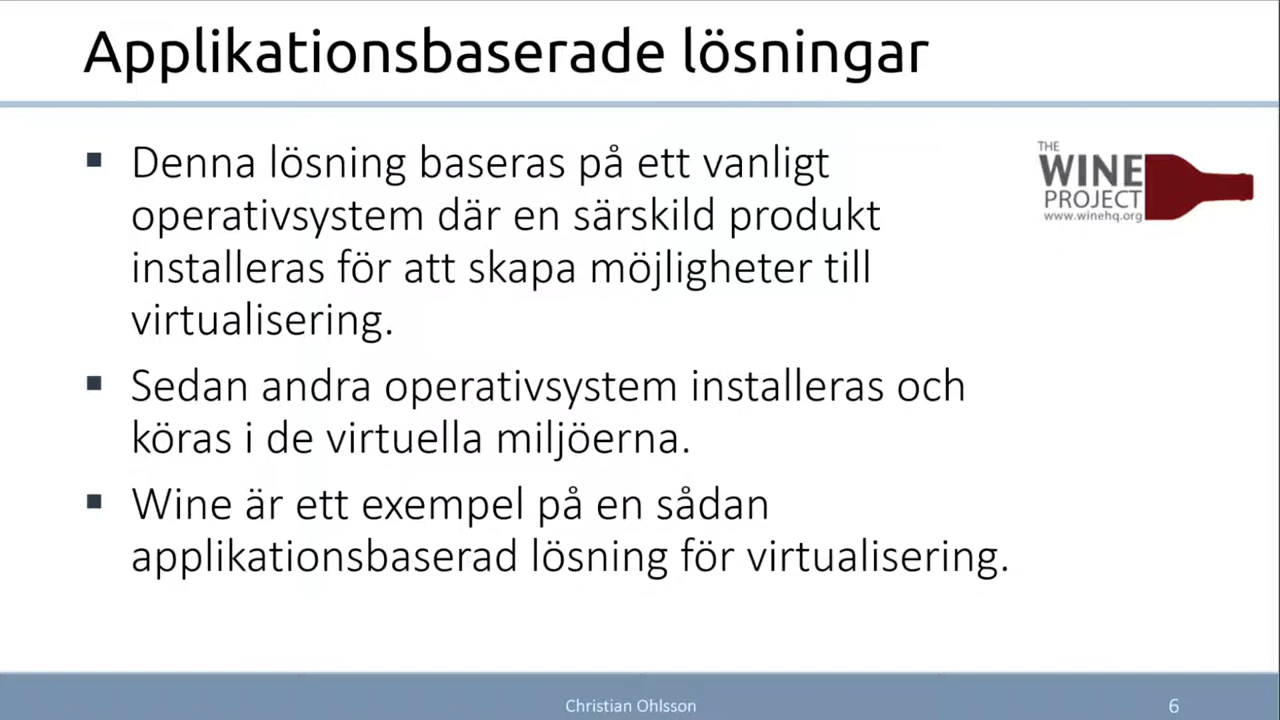 Applikationsbaserade lösningar
Denna lösning baseras på ett vanligt
operativsystem där en särskild produkt
installeras för att skapa möjligheter till
virtualisering.
Sedan andra operativsystem installeras och
köras i de virtuella miljöerna.
Wine är ett exempel på en sådan
applikationsbaserad lösning för virtualisering.
THE
WINE
PROJECT
www.winehq.org
Christian Ohlsson
6